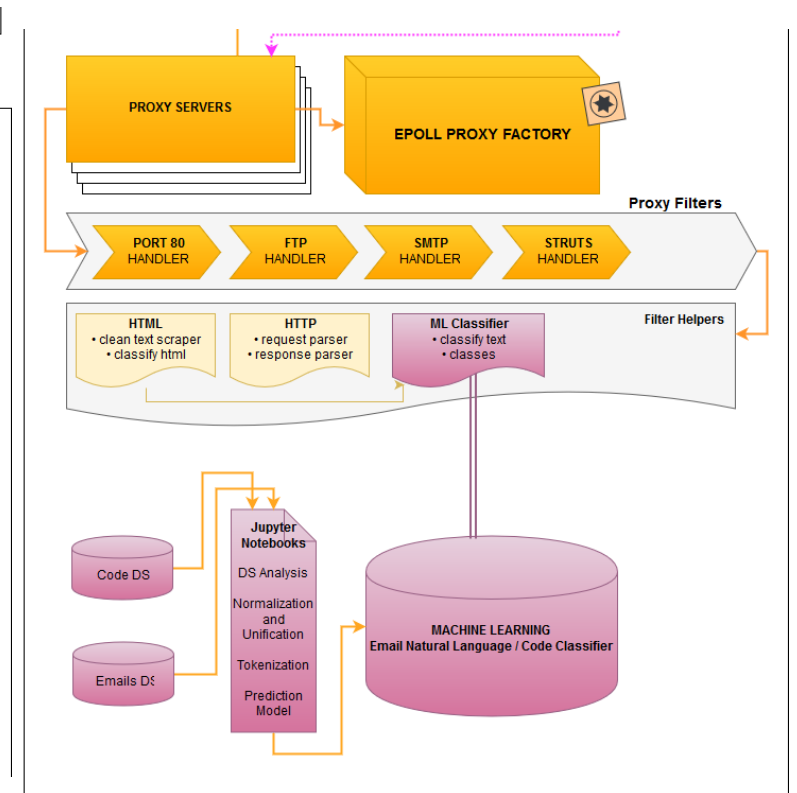 PROXY SERVERS
EPOLL PROXY FACTORY
Proxy Filters
PORT 80
HANDLER
FTP
HANDLER
SMTP
HANDLER
STRUTS
HANDLER
Filter Helpers
HTML
• clean text scraper
• classify html
HTTP
• request parser
• response parser
ML Classifier
• classify text
• classes
Jupyter
Notebooks
DS Analysis
Normalization
and
Unification
Tokenization
Prediction
Model
Code DS
Emails DS
MACHINE LEARNING
Email Natural Language / Code Classifier